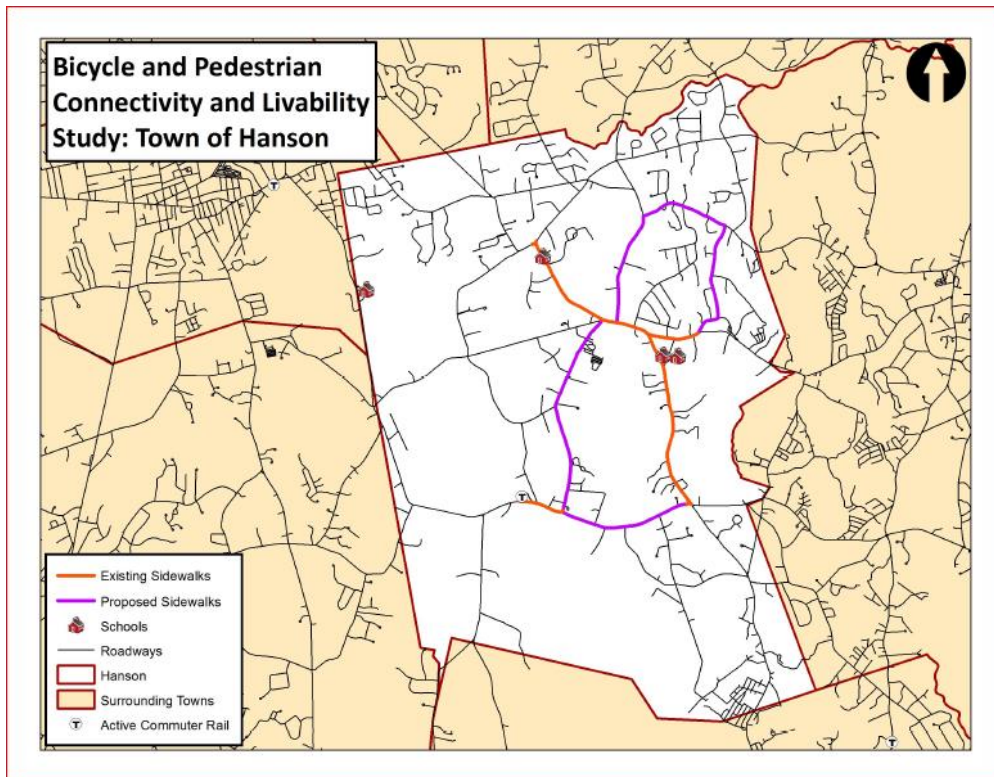 Bicycle and Pedestrian
Connectivity and Livability
Study: Town of Hanson
T
T
T
Existing Sidewalks
Proposed Sidewalks
Schools
Roadways
Hanson
Surrounding Towns
T Active Commuter Rail